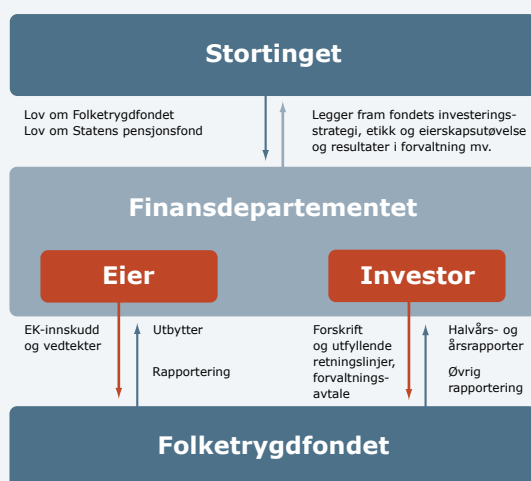 Stortinget
Lov om Folketrygdfondet
Lov om Statens pensjonsfond
Legger fram fondets investerings-
strategi, etikk og eierskapsutøvelse
og resultater i forvaltning mv.
Finansdepartementet
Eier
Investor
EK-innskudd
og vedtekter
Utbytter
Rapportering
Forskrift
og utfyllende
retningslinjer,
forvaltnings-
avtale
Halvårs- og
årsrapporter
Øvrig
rapportering
Folketrygdfondet